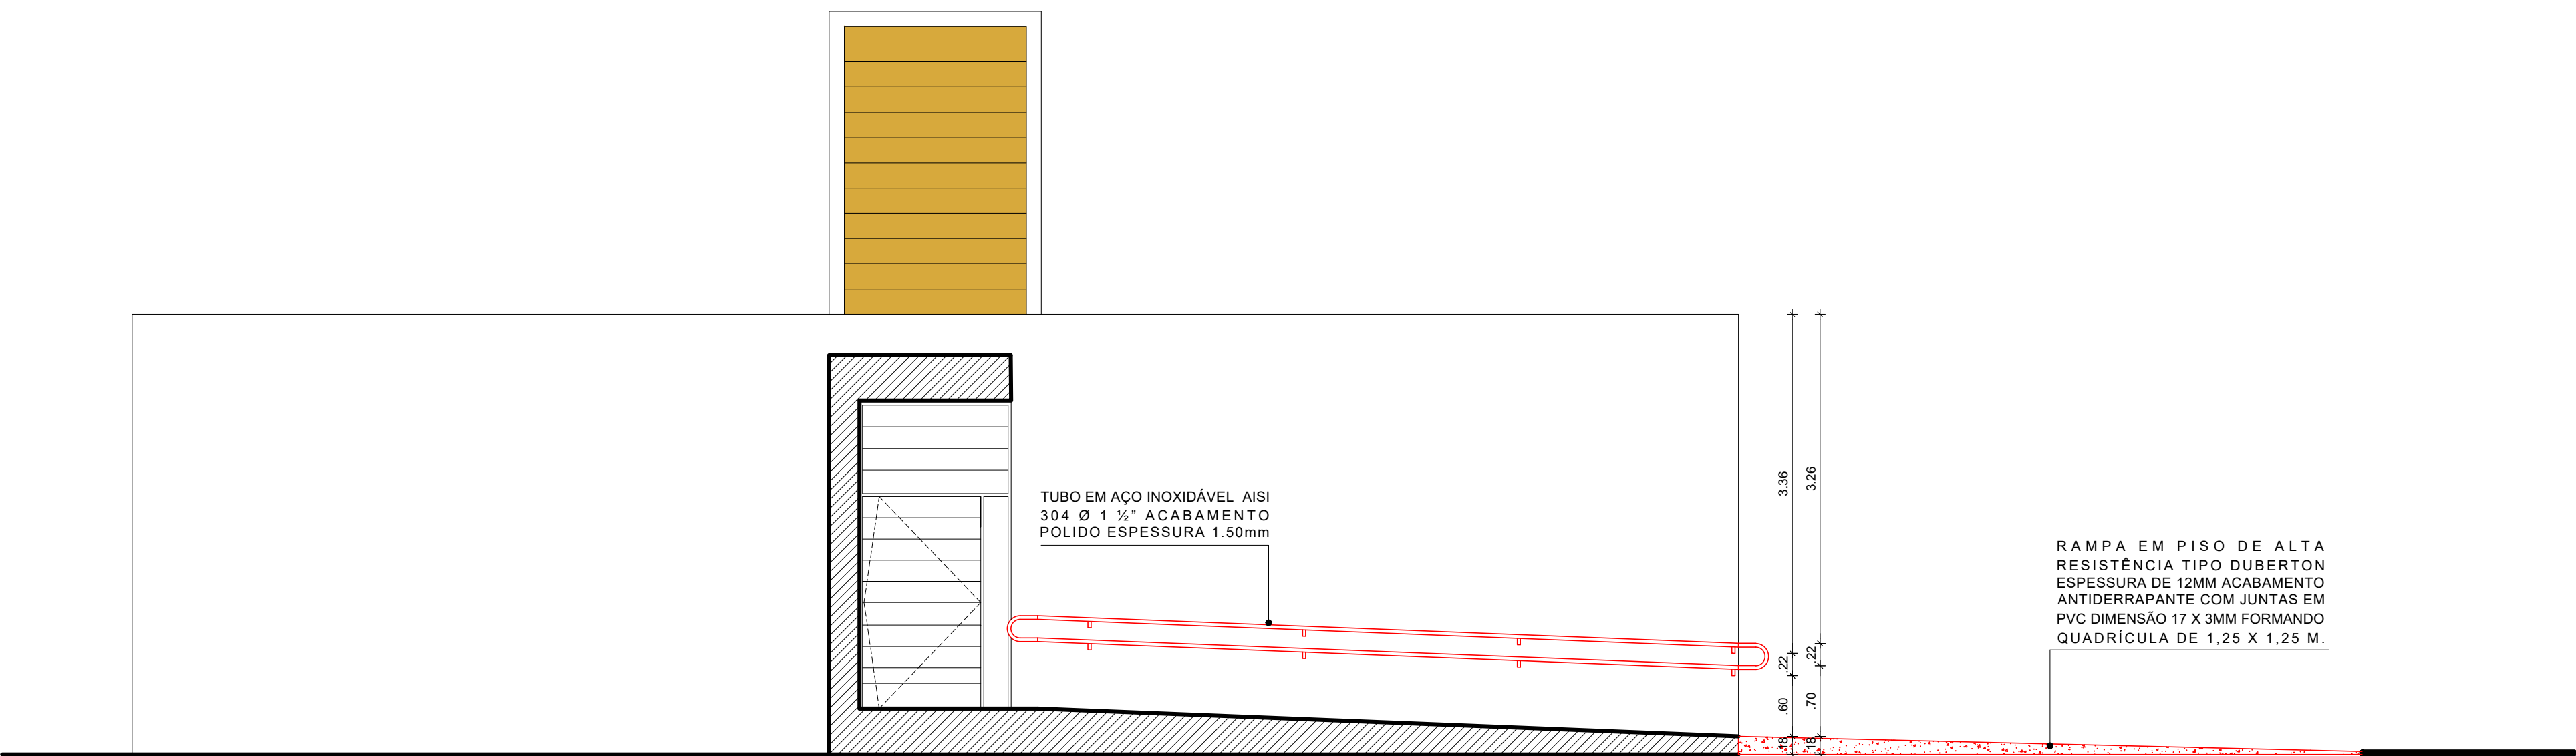 TUBO EM AÇO INOXIDÁVEL AISI
304 Ø 1 ½” ACABAMENTO
POLIDO ESPESSURA 1.50mm
3.36
.22
.60
.18
3.26
.22
.70
.18
RAMPA EM PISO DE ALTA
RESISTÊNCIA TIPO DUBERTON
ESPESSURA DE 12MM ACABAMENTO
ANTIDERRAPANTE COM JUNTAS EM
PVC DIMENSÃO 17 X 3MM FORMANDO
QUADRÍCULA DE 1,25 X 1,25 M.